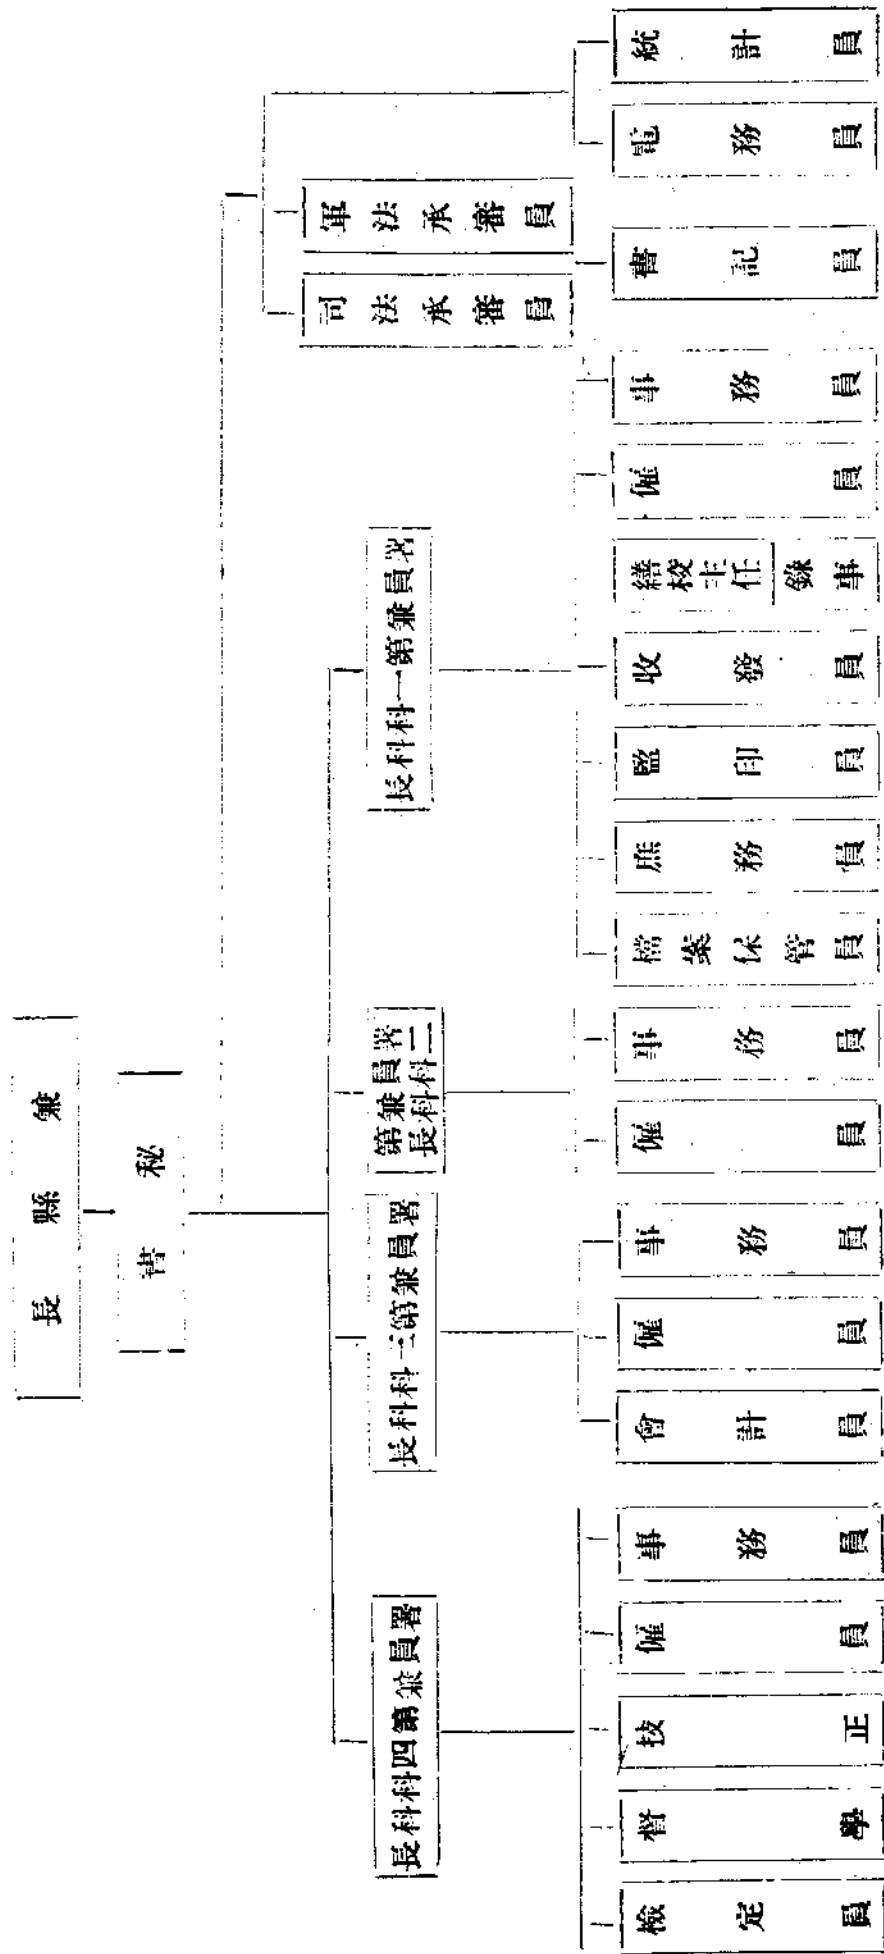 兼縣長
秘書
軍法承審員
司法承審員
署員兼第一科科長
署員兼第
二科科長
署員兼第三科科長
署員兼第四科科長
統計員
電務員
書記員
事務員
僱員
繕校主任
錄事
收發員
監印員
庶務員
檔案保管員
事務員
僱員
事務員
僱員
會計員
事務員
僱員
技正
督學
檢定員